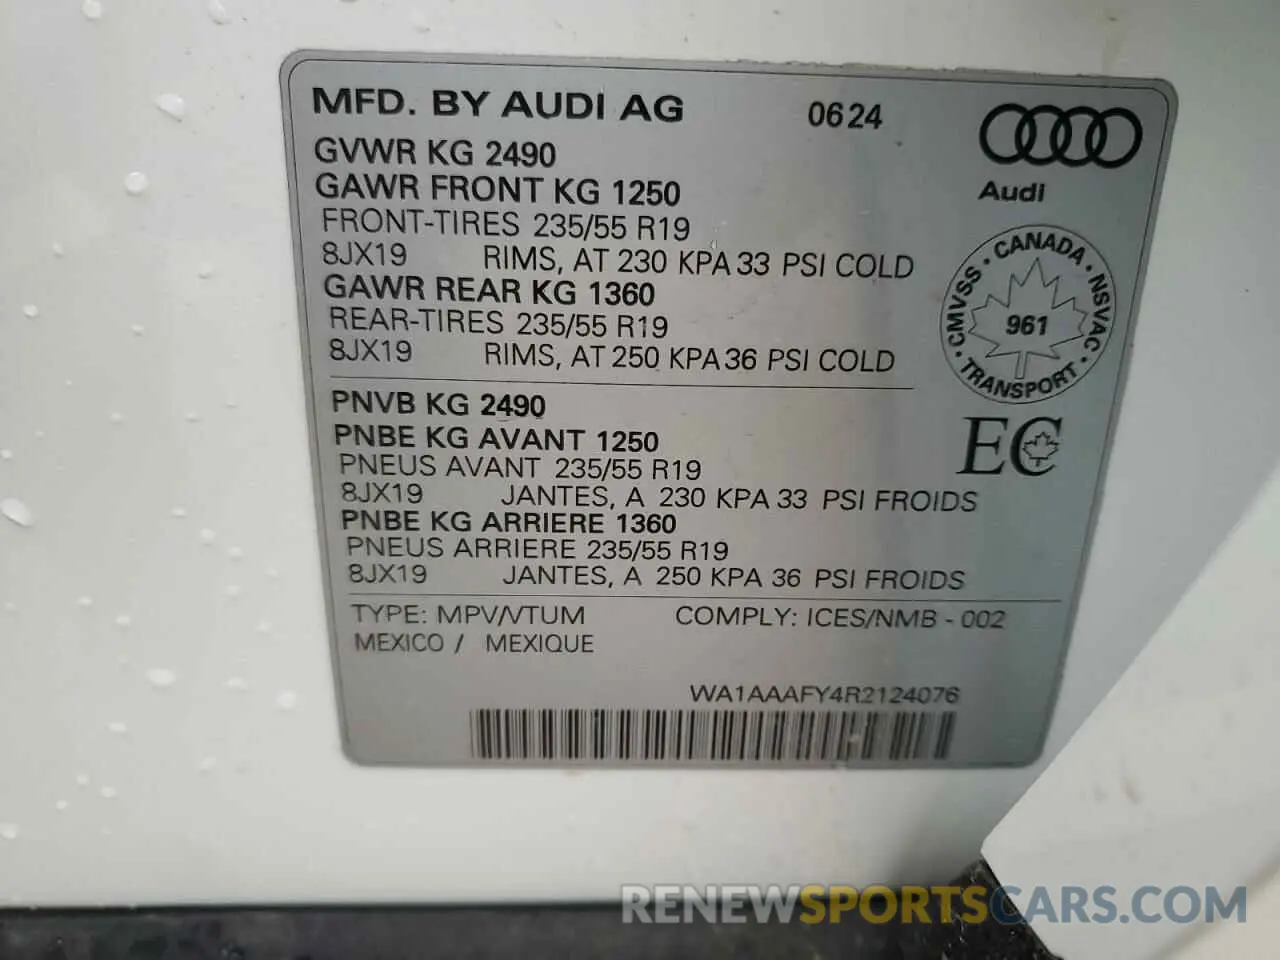 MFD. BY AUDI AG 0624
GVWR KG 2490
GAWR FRONT KG 1250
FRONT-TIRES 235/55 R19
8JX19 RIMS, AT 230 KPA 33 PSI COLD
GAWR REAR KG 1360
REAR-TIRES 235/55 R19
8JX19 RIMS, AT 250 KPA 36 PSI COLD
Audi
CANADA · NSVAC · TRANSPORT · CMVSS ·
961
EC
PNVB KG 2490
PNBE KG AVANT 1250
PNEUS AVANT 235/55 R19
8JX19 JANTES, A 230 KPA 33 PSI FROIDS
PNBE KG ARRIERE 1360
PNEUS ARRIERE 235/55 R19
8JX19 JANTES, A 250 KPA 36 PSI FROIDS
TYPE: MPV/VTUM COMPLY: ICES/NMB - 002
MEXICO / MEXIQUE
WA1AAAFY4R2124076
RENEWSPORTSCARS.COM